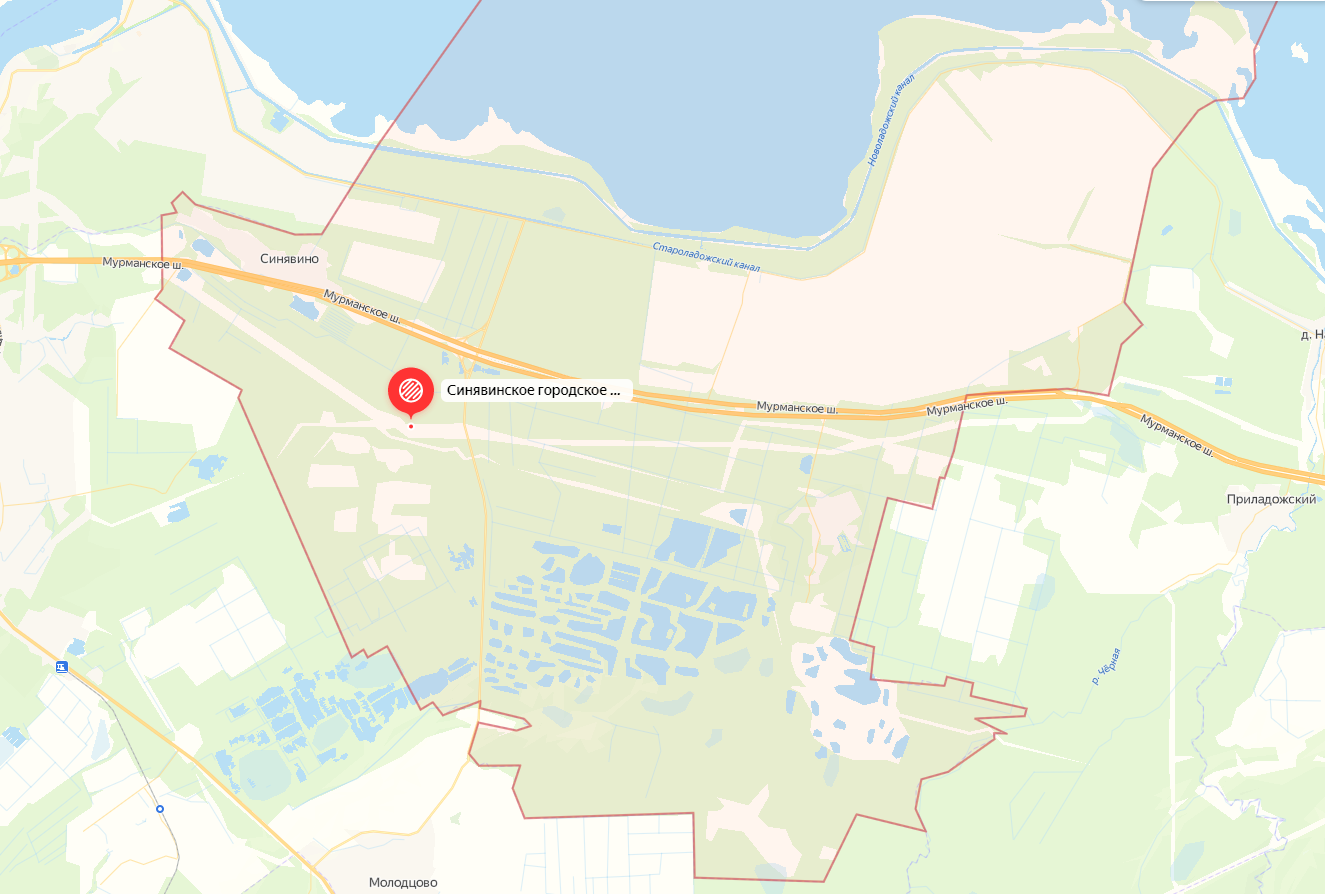 Новоладожский канал
Староладожский канал
Синявино
Мурманское ш.
Мурманское ш.
д. Н
Синявинское городское ...
Мурманское ш.
Мурманское ш.
Мурманское ш.
Приладожский
р. Чёрная
Молодцово